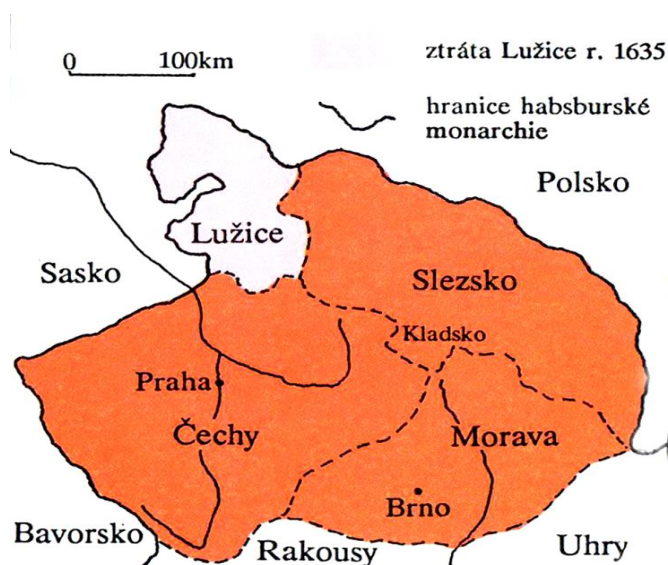 0 100km
ztráta Lužice r. 1635
hranice habsburské
monarchie
Polsko
Lužice
Sasko
Slezsko
Kladsko
Praha
Čechy
Morava
Brno
Bavorsko
Rakousy
Uhry